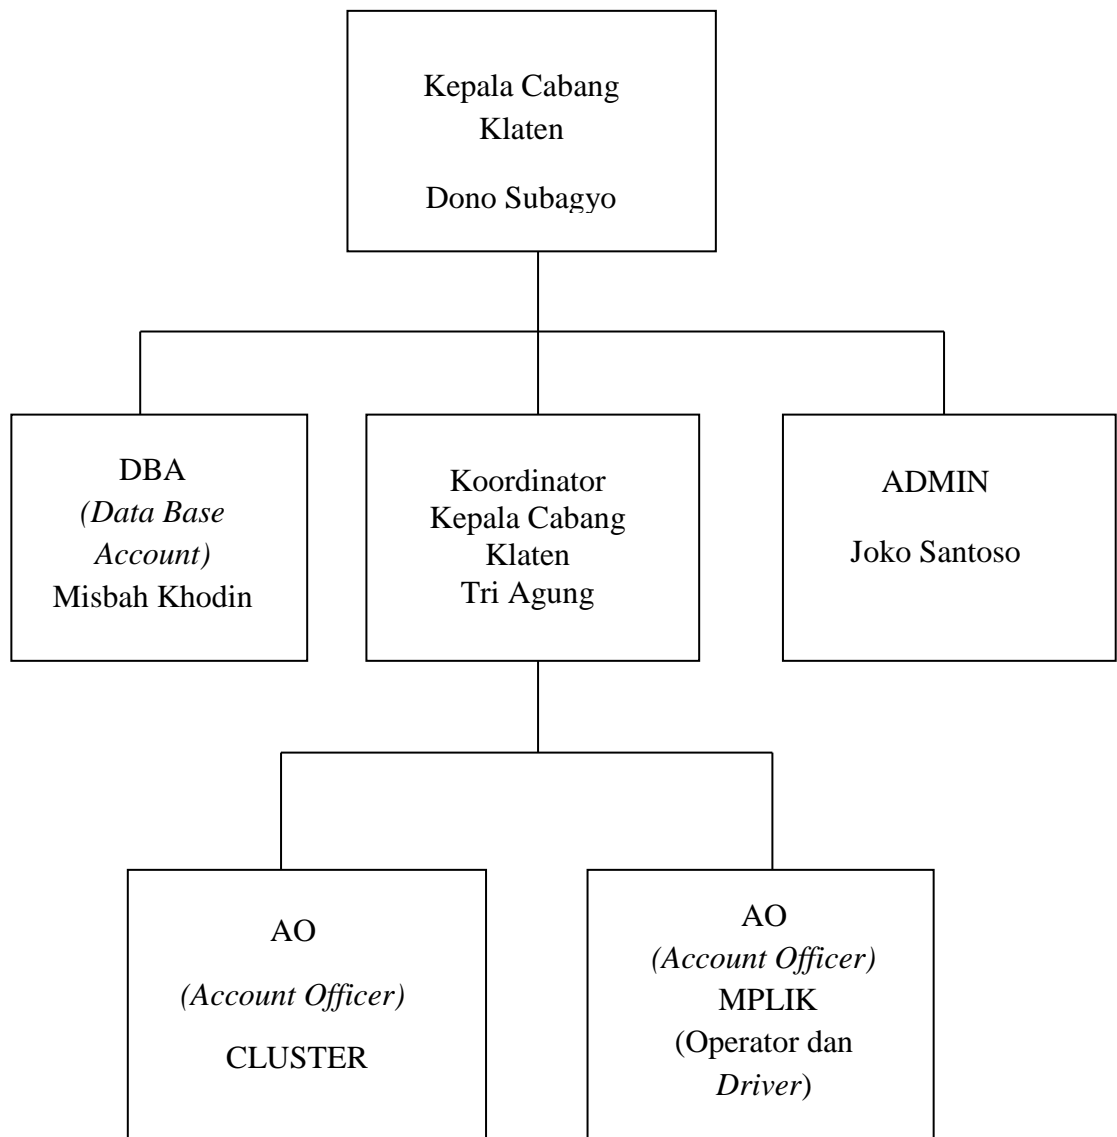 Kepala Cabang
Klaten
Dono Subagyo
DBA
(Data Base
Account)
Misbah Khodin
Koordinator
Kepala Cabang
Klaten
Tri Agung
ADMIN
Joko Santoso
AO
(Account Officer)
CLUSTER
AO
(Account Officer)
MPLIK
(Operator dan
Driver)